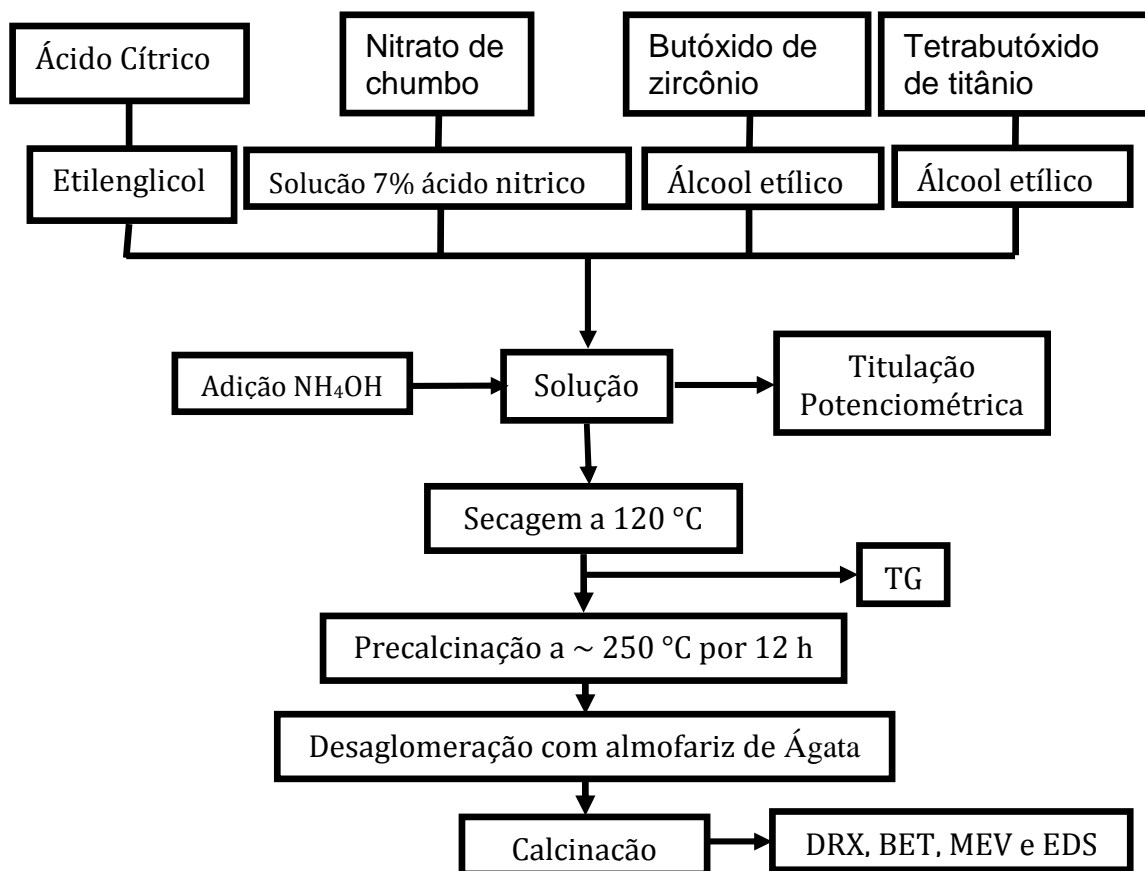 Ácido Cítrico
Nitrato de
chumbo
Butóxido de
zircônio
Tetrabutóxido
de titânio
Etilenglicol
Solucão 7% ácido nitrico
Álcool etílico
Álcool etílico
Adição NH₄OH
Solução
Titulação
Potenciométrica
Secagem a 120 °C
TG
Precalcinação a ~ 250 °C por 12 h
Desaglomeração com almofariz de Ágata
Calcinacão
DRX, BET, MEV e EDS